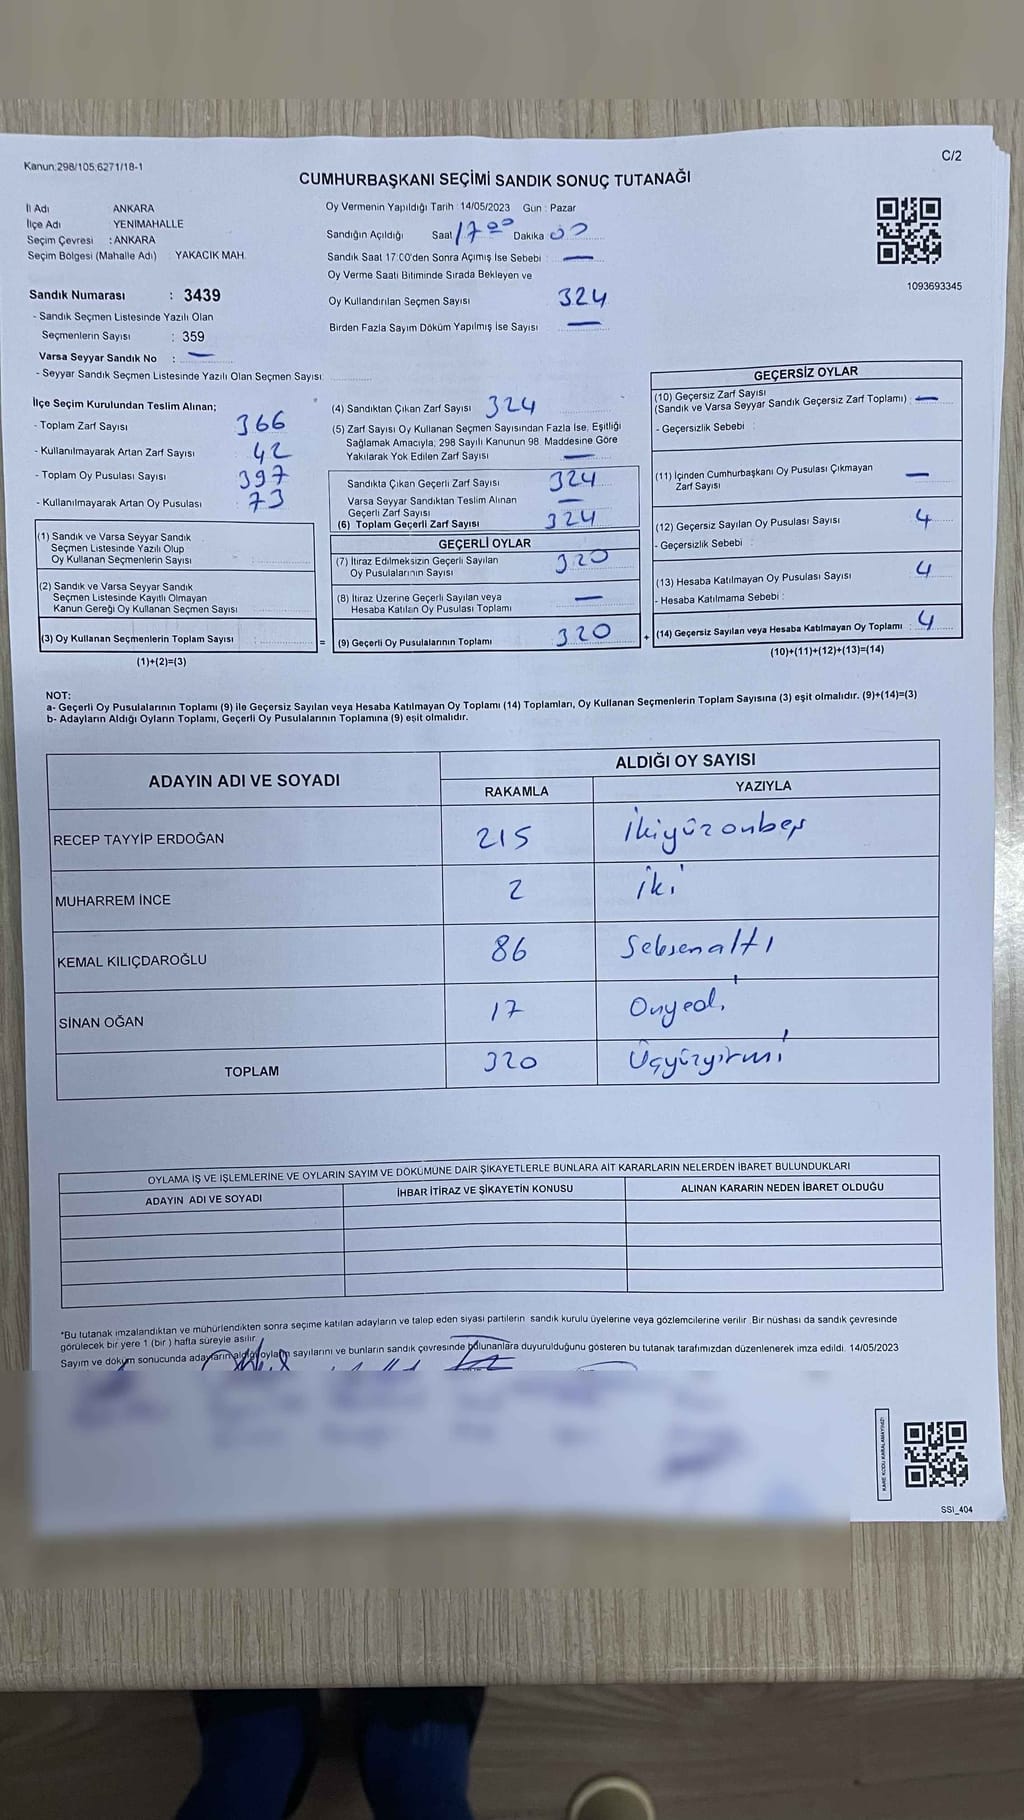 Kanun:298/105;6271/18-1
C/2
CUMHURBAŞKANI SEÇİMİ SANDIK SONUÇ TUTANAĞI
İl Adı ANKARA
İlçe Adı YENİMAHALLE
Seçim Çevresi : ANKARA
Seçim Bölgesi (Mahalle Adı) YAKACIK MAH.
Sandık Numarası : 3439
- Sandık Seçmen Listesinde Yazılı Olan
Seçmenlerin Sayısı : 359
Varsa Seyyar Sandık No : —
- Seyyar Sandık Seçmen Listesinde Yazılı Olan Seçmen Sayısı:
Oy Vermenin Yapıldığı Tarih : 14/05/2023 Gün : Pazar
Sandığın Açıldığı Saat 17 00 Dakika 00
Sandık Saat 17:00'den Sonra Açımış İse Sebebi : —
Oy Verme Saati Bitiminde Sırada Bekleyen ve
Oy Kullandırılan Seçmen Sayısı 324
Birden Fazla Sayım Döküm Yapılmış İse Sayısı —
1093693345
İlçe Seçim Kurulundan Teslim Alınan;
- Toplam Zarf Sayısı 366
- Kullanılmayarak Artan Zarf Sayısı 42
- Toplam Oy Pusulası Sayısı 397
- Kullanılmayarak Artan Oy Pusulası 73
(1) Sandık ve Varsa Seyyar Sandık
Seçmen Listesinde Yazılı Olup
Oy Kullanan Seçmenlerin Sayısı
(2) Sandık ve Varsa Seyyar Sandık
Seçmen Listesinde Kayıtlı Olmayan
Kanun Gereği Oy Kullanan Seçmen Sayısı
(3) Oy Kullanan Seçmenlerin Toplam Sayısı =
(1)+(2)=(3)
(4) Sandıktan Çıkan Zarf Sayısı 324
(5) Zarf Sayısı Oy Kullanan Seçmen Sayısından Fazla İse, Eşitliği
Sağlamak Amacıyla; 298 Sayılı Kanunun 98. Maddesine Göre
Yakılarak Yok Edilen Zarf Sayısı —
Sandıkta Çıkan Geçerli Zarf Sayısı 324
Varsa Seyyar Sandıktan Teslim Alınan
Geçerli Zarf Sayısı —
(6) Toplam Geçerli Zarf Sayısı 324
GEÇERLİ OYLAR
(7) İtiraz Edilmeksizin Geçerli Sayılan
Oy Pusulalarının Sayısı 320
(8) İtiraz Üzerine Geçerli Sayılan veya
Hesaba Katılan Oy Pusulası Toplamı —
(9) Geçerli Oy Pusulalarının Toplamı 320 +
GEÇERSİZ OYLAR
(10) Geçersiz Zarf Sayısı
(Sandık ve Varsa Seyyar Sandık Geçersiz Zarf Toplamı) : —
- Geçersizlik Sebebi :
(11) İçinden Cumhurbaşkanı Oy Pusulası Çıkmayan
Zarf Sayısı —
(12) Geçersiz Sayılan Oy Pusulası Sayısı 4
- Geçersizlik Sebebi :
(13) Hesaba Katılmayan Oy Pusulası Sayısı 4
- Hesaba Katılmama Sebebi :
(14) Geçersiz Sayılan veya Hesaba Katılmayan Oy Toplamı : 4
(10)+(11)+(12)+(13)=(14)
NOT:
a- Geçerli Oy Pusulalarının Toplamı (9) ile Geçersiz Sayılan veya Hesaba Katılmayan Oy Toplamı (14) Toplamları, Oy Kullanan Seçmenlerin Toplam Sayısına (3) eşit olmalıdır. (9)+(14)=(3)
b- Adayların Aldığı Oyların Toplamı, Geçerli Oy Pusulalarının Toplamına (9) eşit olmalıdır.
ADAYIN ADI VE SOYADI ALDIĞI OY SAYISI
RAKAMLA YAZIYLA
RECEP TAYYİP ERDOĞAN 215 İkiyüzonbeş
MUHARREM İNCE 2 iki
KEMAL KILIÇDAROĞLU 86 Seksenaltı
SİNAN OĞAN 17 Onyedi
TOPLAM 320 Üçyüzyirmi
OYLAMA İŞ VE İŞLEMLERİNE VE OYLARIN SAYIM VE DÖKÜMÜNE DAİR ŞİKAYETLERLE BUNLARA AİT KARARLARIN NELERDEN İBARET BULUNDUKLARI
ADAYIN ADI VE SOYADI İHBAR İTİRAZ VE ŞİKAYETİN KONUSU ALINAN KARARIN NEDEN İBARET OLDUĞU
*Bu tutanak imzalandıktan ve mühürlendikten sonra seçime katılan adayların ve talep eden siyasi partilerin sandık kurulu üyelerine veya gözlemcilerine verilir. Bir nüshası da sandık çevresinde
görülecek bir yere 1 (bir ) hafta süreyle asılır.
Sayım ve döküm sonucunda adayların aldığı oyların sayılarını ve bunların sandık çevresinde bulunanlara duyurulduğunu gösteren bu tutanak tarafımızdan düzenlenerek imza edildi. 14/05/2023
KARE KODU KARALAMAYINIZ!
SSİ_404